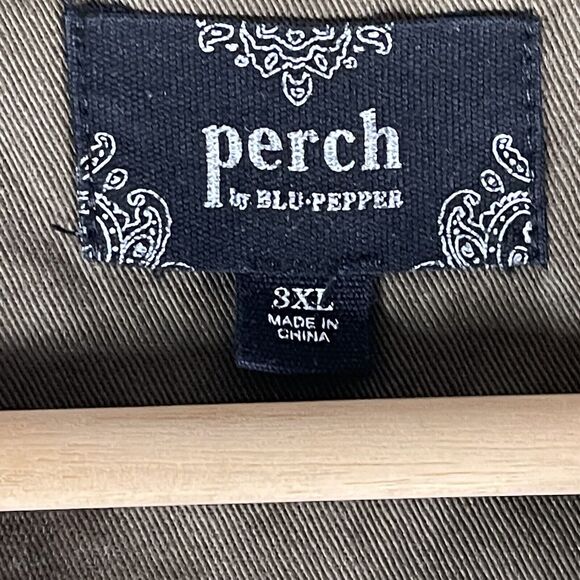 perch
by BLU·PEPPER
3XL
MADE IN
CHINA